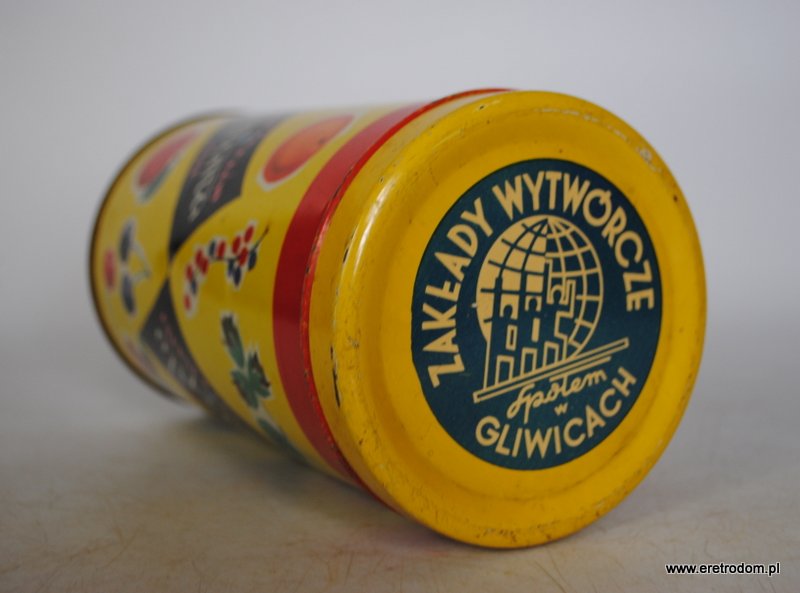 ZAKŁADY WYTWÓRCZE
Społem
w
GLIWICACH
www.eretrodom.pl